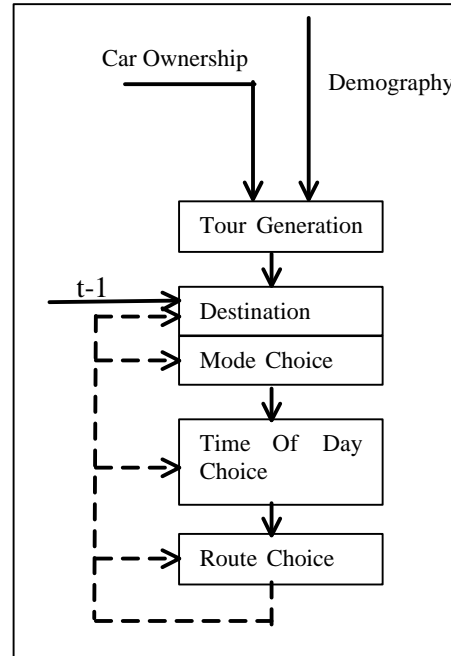 Car Ownership
Demography
Tour Generation
t-1
Destination
Mode Choice
Time Of Day
Choice
Route Choice